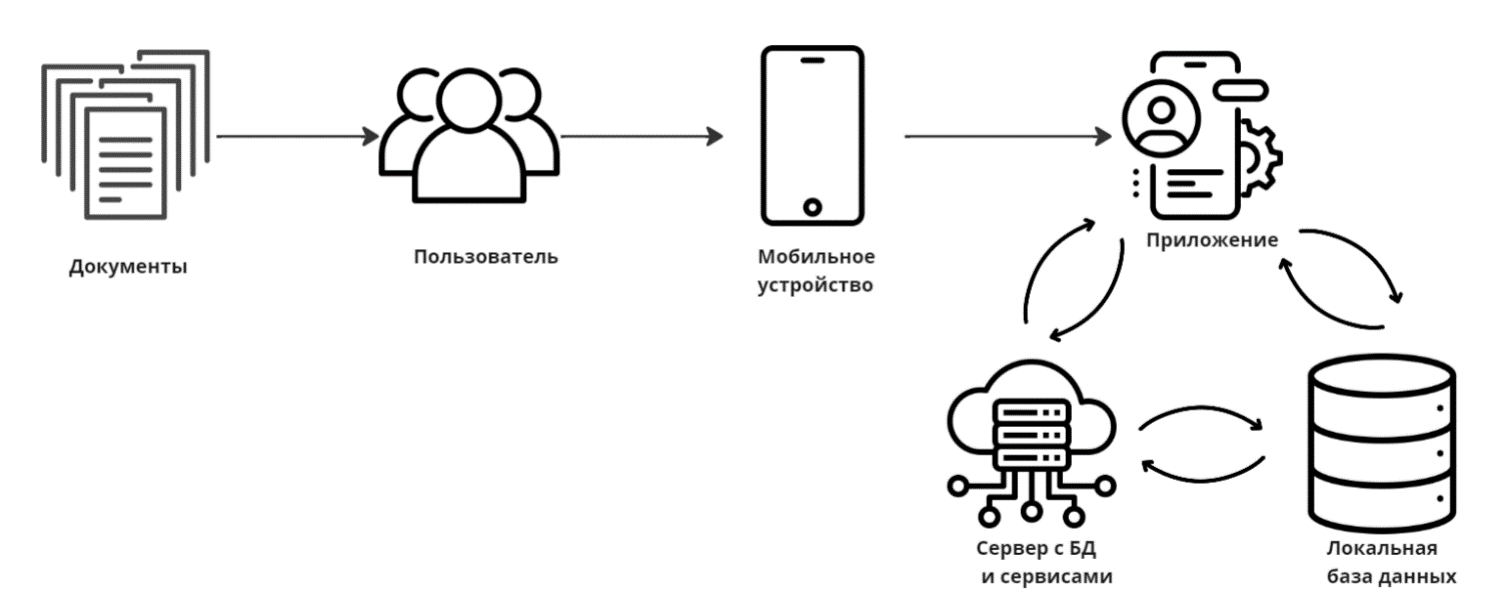 Документы
Пользователь
Мобильное
устройство
Приложение
Сервер с БД
и сервисами
Локальная
база данных